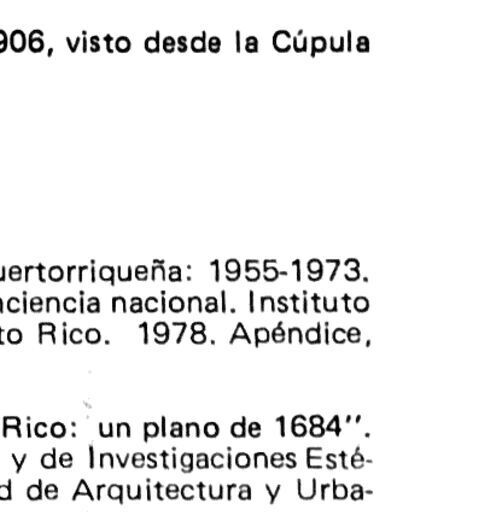 906, visto desde la Cúpula
uertorriqueña: 1955-1973.
nciencia nacional. Instituto
to Rico. 1978. Apéndice,
Rico: un plano de 1684''.
y de Investigaciones Esté-
d de Arquitectura y Urba-